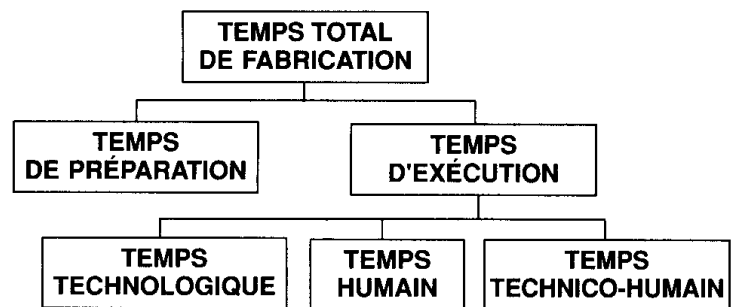 TEMPS TOTAL
DE FABRICATION
TEMPS
DE PRÉPARATION
TEMPS
D'EXÉCUTION
TEMPS
TECHNOLOGIQUE
TEMPS
HUMAIN
TEMPS
TECHNICO-HUMAIN